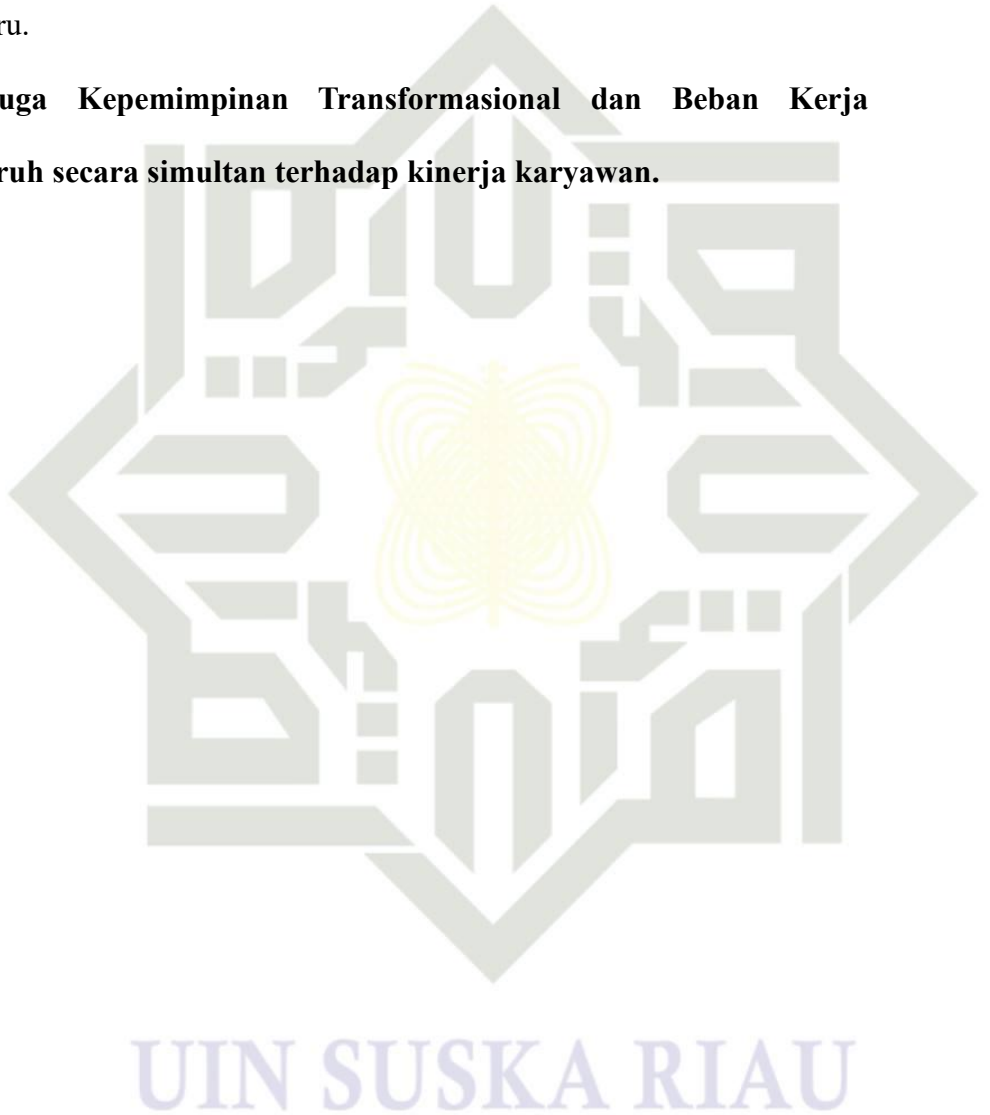 ru.
uga Kepemimpinan Transformasional dan Beban Kerja
ruh secara simultan terhadap kinerja karyawan.
UIN SUSKA RIAU